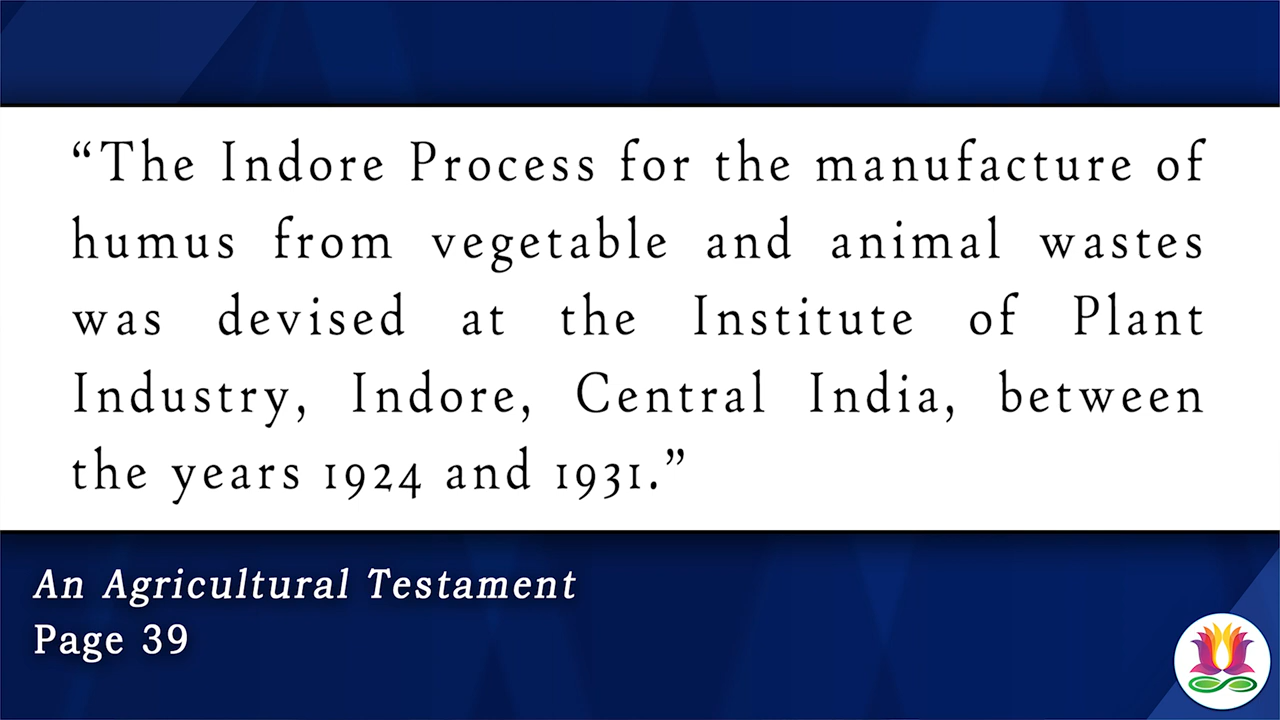 “The Indore Process for the manufacture of
humus from vegetable and animal wastes
was devised at the Institute of Plant
Industry, Indore, Central India, between
the years 1924 and 1931.”
An Agricultural Testament
Page 39